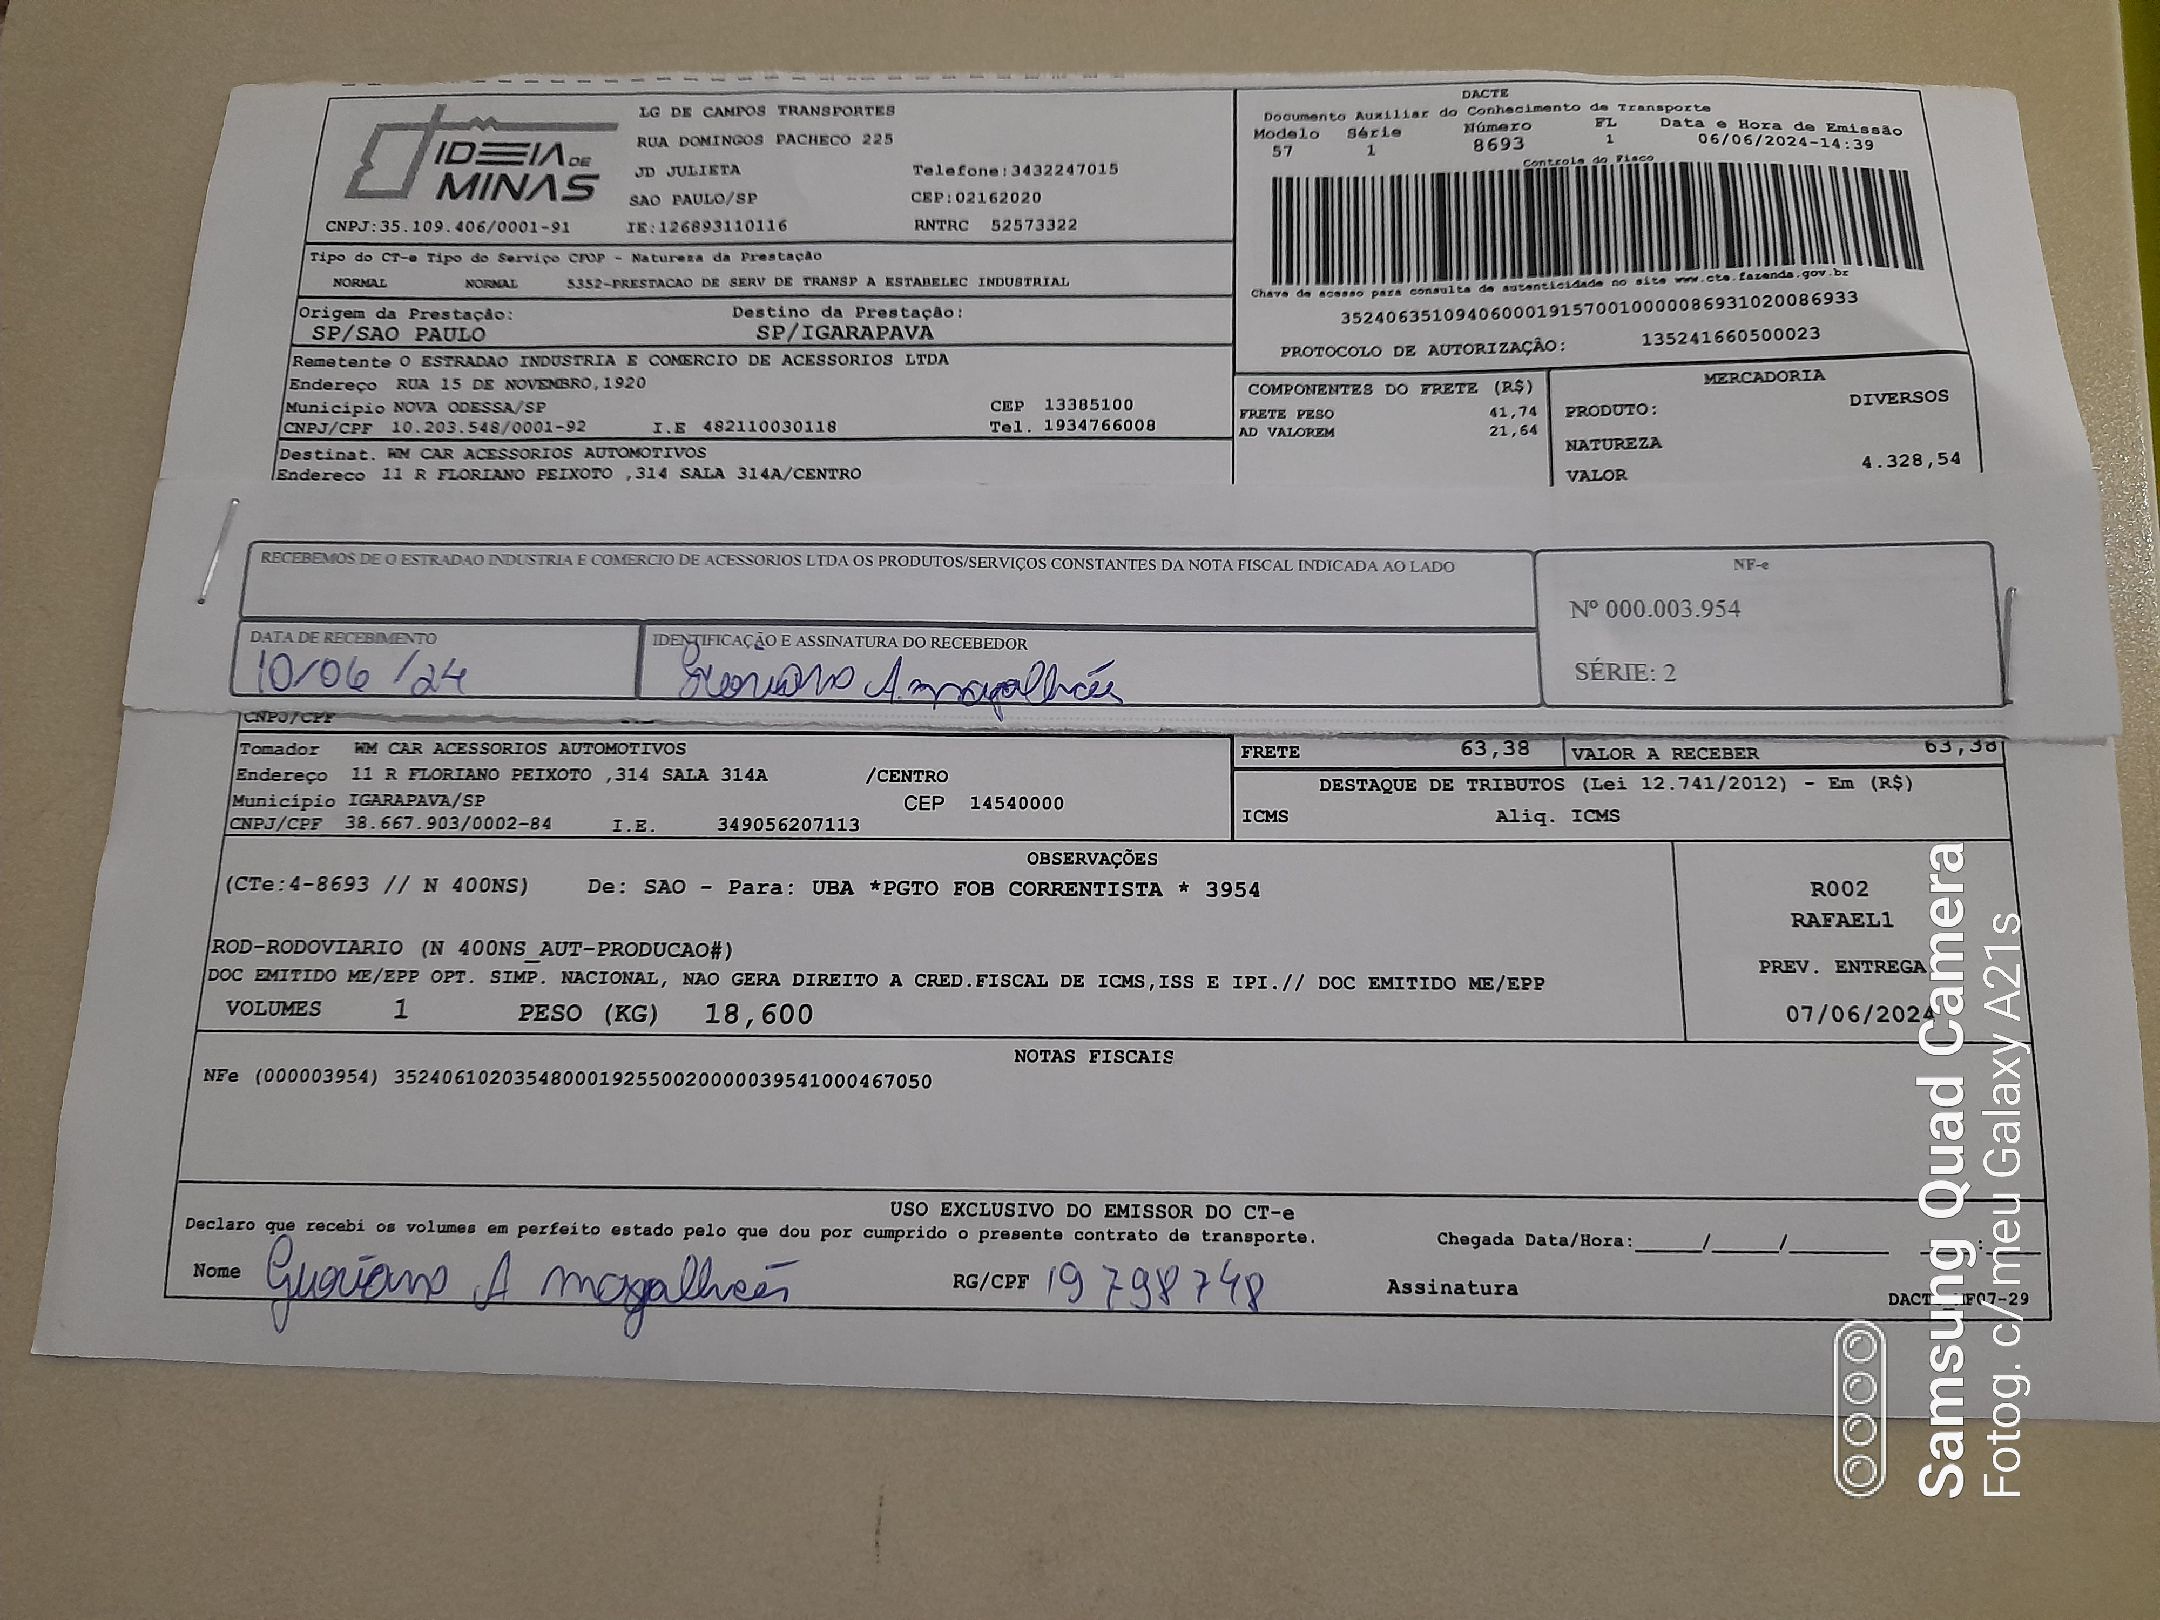 IDEIA DE MINAS
LG DE CAMPOS TRANSPORTES
RUA DOMINGOS PACHECO 225
JD JULIETA Telefone:3432247015
SAO PAULO/SP CEP:02162020
CNPJ:35.109.406/0001-91 IE:126893110116 RNTRC 52573322
DACTE
Documento Auxiliar do Conhecimento de Transporte
Modelo Série Número FL Data e Hora de Emissão
57 1 8693 1 06/06/2024-14:39
Controle do Fisco
Chave de acesso para consulta de autenticidade no site www.cte.fazenda.gov.br
35240635109406000191570010000086931020086933
PROTOCOLO DE AUTORIZAÇÃO: 135241660500023
Tipo do CT-e Tipo do Serviço CFOP - Natureza da Prestação
NORMAL NORMAL 5352-PRESTACAO DE SERV DE TRANSP A ESTABELEC INDUSTRIAL
Origem da Prestação: Destino da Prestação:
SP/SAO PAULO SP/IGARAPAVA
Remetente O ESTRADAO INDUSTRIA E COMERCIO DE ACESSORIOS LTDA
Endereço RUA 15 DE NOVEMBRO,1920
Município NOVA ODESSA/SP CEP 13385100
CNPJ/CPF 10.203.548/0001-92 I.E 482110030118 Tel. 1934766008
Destinat. WM CAR ACESSORIOS AUTOMOTIVOS
Endereco 11 R FLORIANO PEIXOTO ,314 SALA 314A/CENTRO
COMPONENTES DO FRETE (R$)
FRETE PESO 41,74
AD VALOREM 21,64
MERCADORIA
PRODUTO: DIVERSOS
NATUREZA
VALOR 4.328,54
RECEBEMOS DE O ESTRADAO INDUSTRIA E COMERCIO DE ACESSORIOS LTDA OS PRODUTOS/SERVIÇOS CONSTANTES DA NOTA FISCAL INDICADA AO LADO
NF-e
Nº 000.003.954
SÉRIE: 2
DATA DE RECEBIMENTO
10/06/24
IDENTIFICAÇÃO E ASSINATURA DO RECEBEDOR
A. Magalhães
CNPJ/CPF
Tomador WM CAR ACESSORIOS AUTOMOTIVOS
Endereço 11 R FLORIANO PEIXOTO ,314 SALA 314A /CENTRO
Município IGARAPAVA/SP CEP 14540000
CNPJ/CPF 38.667.903/0002-84 I.E. 349056207113
FRETE 63,38 VALOR A RECEBER 63,38
DESTAQUE DE TRIBUTOS (Lei 12.741/2012) - Em (R$)
ICMS Aliq. ICMS
OBSERVAÇÕES
(CTe:4-8693 // N 400NS) De: SAO - Para: UBA *PGTO FOB CORRENTISTA * 3954
ROD-RODOVIARIO (N 400NS_AUT-PRODUCAO#)
DOC EMITIDO ME/EPP OPT. SIMP. NACIONAL, NAO GERA DIREITO A CRED.FISCAL DE ICMS,ISS E IPI.// DOC EMITIDO ME/EPP
VOLUMES 1 PESO (KG) 18,600
R002
RAFAEL1
PREV. ENTREGA
07/06/2024
NOTAS FISCAIS
NFe (000003954) 35240610203548000192550020000039541000467050
USO EXCLUSIVO DO EMISSOR DO CT-e
Declaro que recebi os volumes em perfeito estado pelo que dou por cumprido o presente contrato de transporte.
Chegada Data/Hora:_____/_____/_______ __:__
Nome A Magalhães RG/CPF 19798748 Assinatura
Samsung Quad Camera
Fotog. c/ meu Galaxy A21s